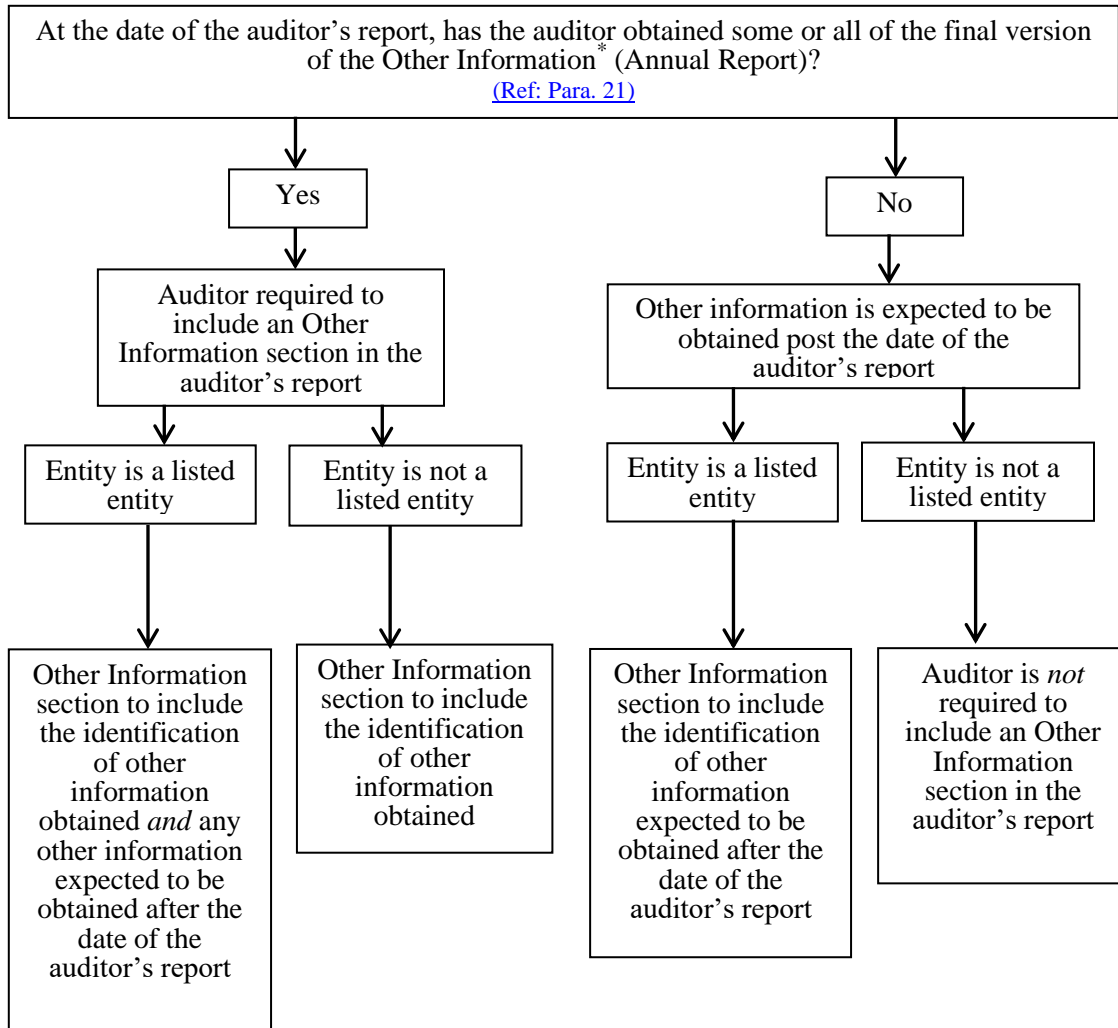 At the date of the auditor’s report, has the auditor obtained some or all of the final version
of the Other Information* (Annual Report)?
(Ref: Para. 21)
Yes
No
Auditor required to
include an Other
Information section in the
auditor’s report
Other information is expected to be
obtained post the date of the
auditor’s report
Entity is a listed
entity
Entity is not a
listed entity
Entity is a listed
entity
Entity is not a
listed entity
Other Information
section to include
the identification
of other
information
obtained and any
other information
expected to be
obtained after the
date of the
auditor’s report
Other Information
section to include
the identification
of other
information
obtained
Other Information
section to include
the identification
of other
information
expected to be
obtained after the
date of the
auditor’s report
Auditor is not
required to
include an Other
Information
section in the
auditor’s report